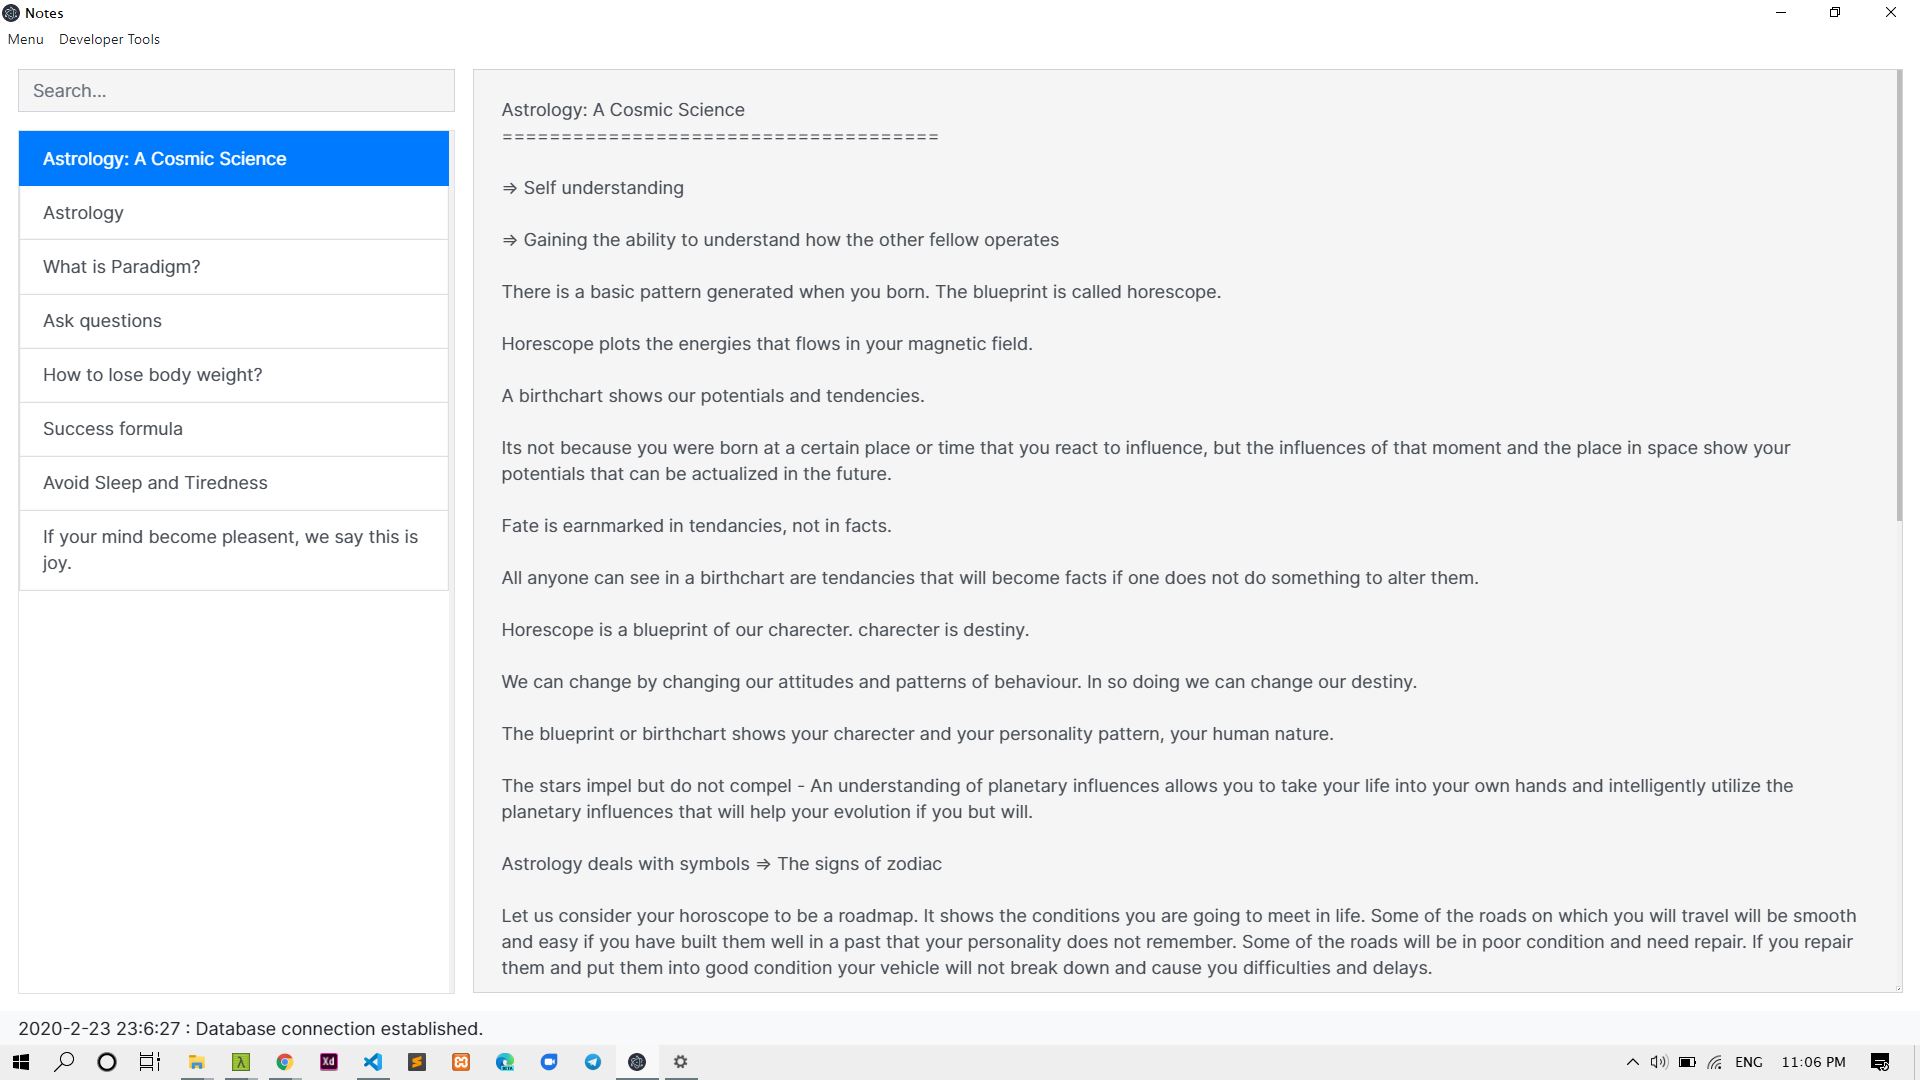 Notes
Menu Developer Tools
Search...
Astrology: A Cosmic Science
Astrology
What is Paradigm?
Ask questions
How to lose body weight?
Success formula
Avoid Sleep and Tiredness
If your mind become pleasent, we say this is
joy.
Astrology: A Cosmic Science
=====================================
⇒ Self understanding
⇒ Gaining the ability to understand how the other fellow operates
There is a basic pattern generated when you born. The blueprint is called horescope.
Horescope plots the energies that flows in your magnetic field.
A birthchart shows our potentials and tendencies.
Its not because you were born at a certain place or time that you react to influence, but the influences of that moment and the place in space show your
potentials that can be actualized in the future.
Fate is earnmarked in tendancies, not in facts.
All anyone can see in a birthchart are tendancies that will become facts if one does not do something to alter them.
Horescope is a blueprint of our charecter. charecter is destiny.
We can change by changing our attitudes and patterns of behaviour. In so doing we can change our destiny.
The blueprint or birthchart shows your charecter and your personality pattern, your human nature.
The stars impel but do not compel - An understanding of planetary influences allows you to take your life into your own hands and intelligently utilize the
planetary influences that will help your evolution if you but will.
Astrology deals with symbols ⇒ The signs of zodiac
Let us consider your horoscope to be a roadmap. It shows the conditions you are going to meet in life. Some of the roads on which you will travel will be smooth
and easy if you have built them well in a past that your personality does not remember. Some of the roads will be in poor condition and need repair. If you repair
them and put them into good condition your vehicle will not break down and cause you difficulties and delays.
2020-2-23 23:6:27 : Database connection established.
λ Xd S BETA ENG 11:06 PM